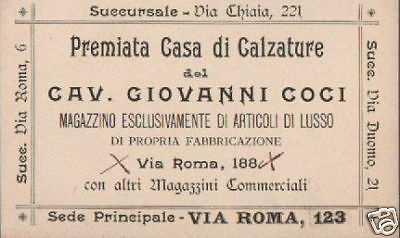 Succursale - Via Chiaia, 221
Succ. Via Roma, 6
Premiata Casa di Calzature
del
CAV. GIOVANNI COCI
MAGAZZINO ESCLUSIVAMENTE DI ARTICOLI DI LUSSO
DI PROPRIA FABBRICAZIONE
Via Roma, 188
con altri Magazzini Commerciali
Succ. Via Duomo, 21
Sede Principale - VIA ROMA, 123
eBay